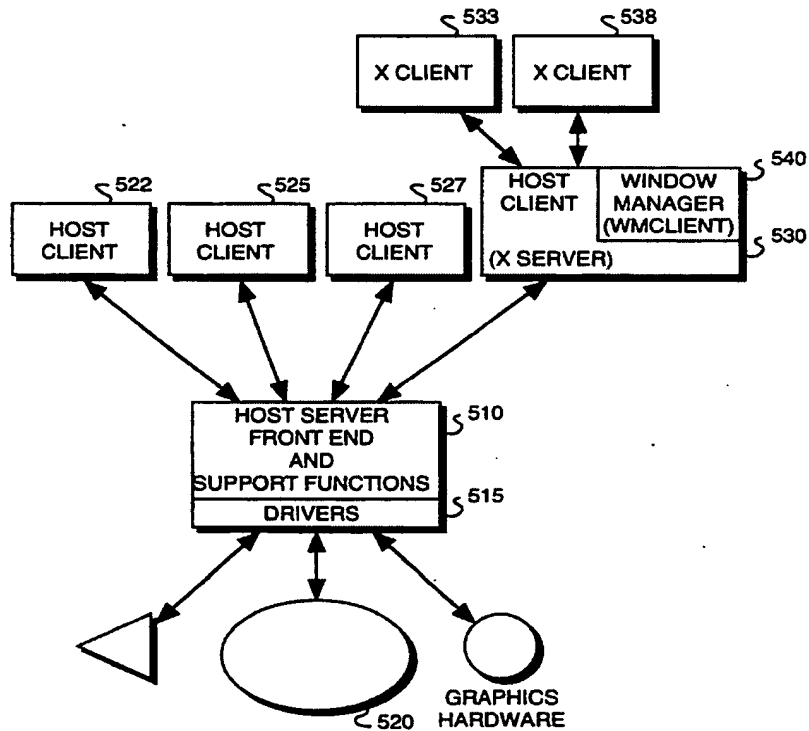 533
538
X CLIENT
X CLIENT
540
522
525
527
HOST
CLIENT
WINDOW
MANAGER
(WMCLIENT)
HOST
CLIENT
HOST
CLIENT
HOST
CLIENT
530
(X SERVER)
HOST SERVER
FRONT END
AND
SUPPORT FUNCTIONS
510
515
DRIVERS
520
GRAPHICS
HARDWARE